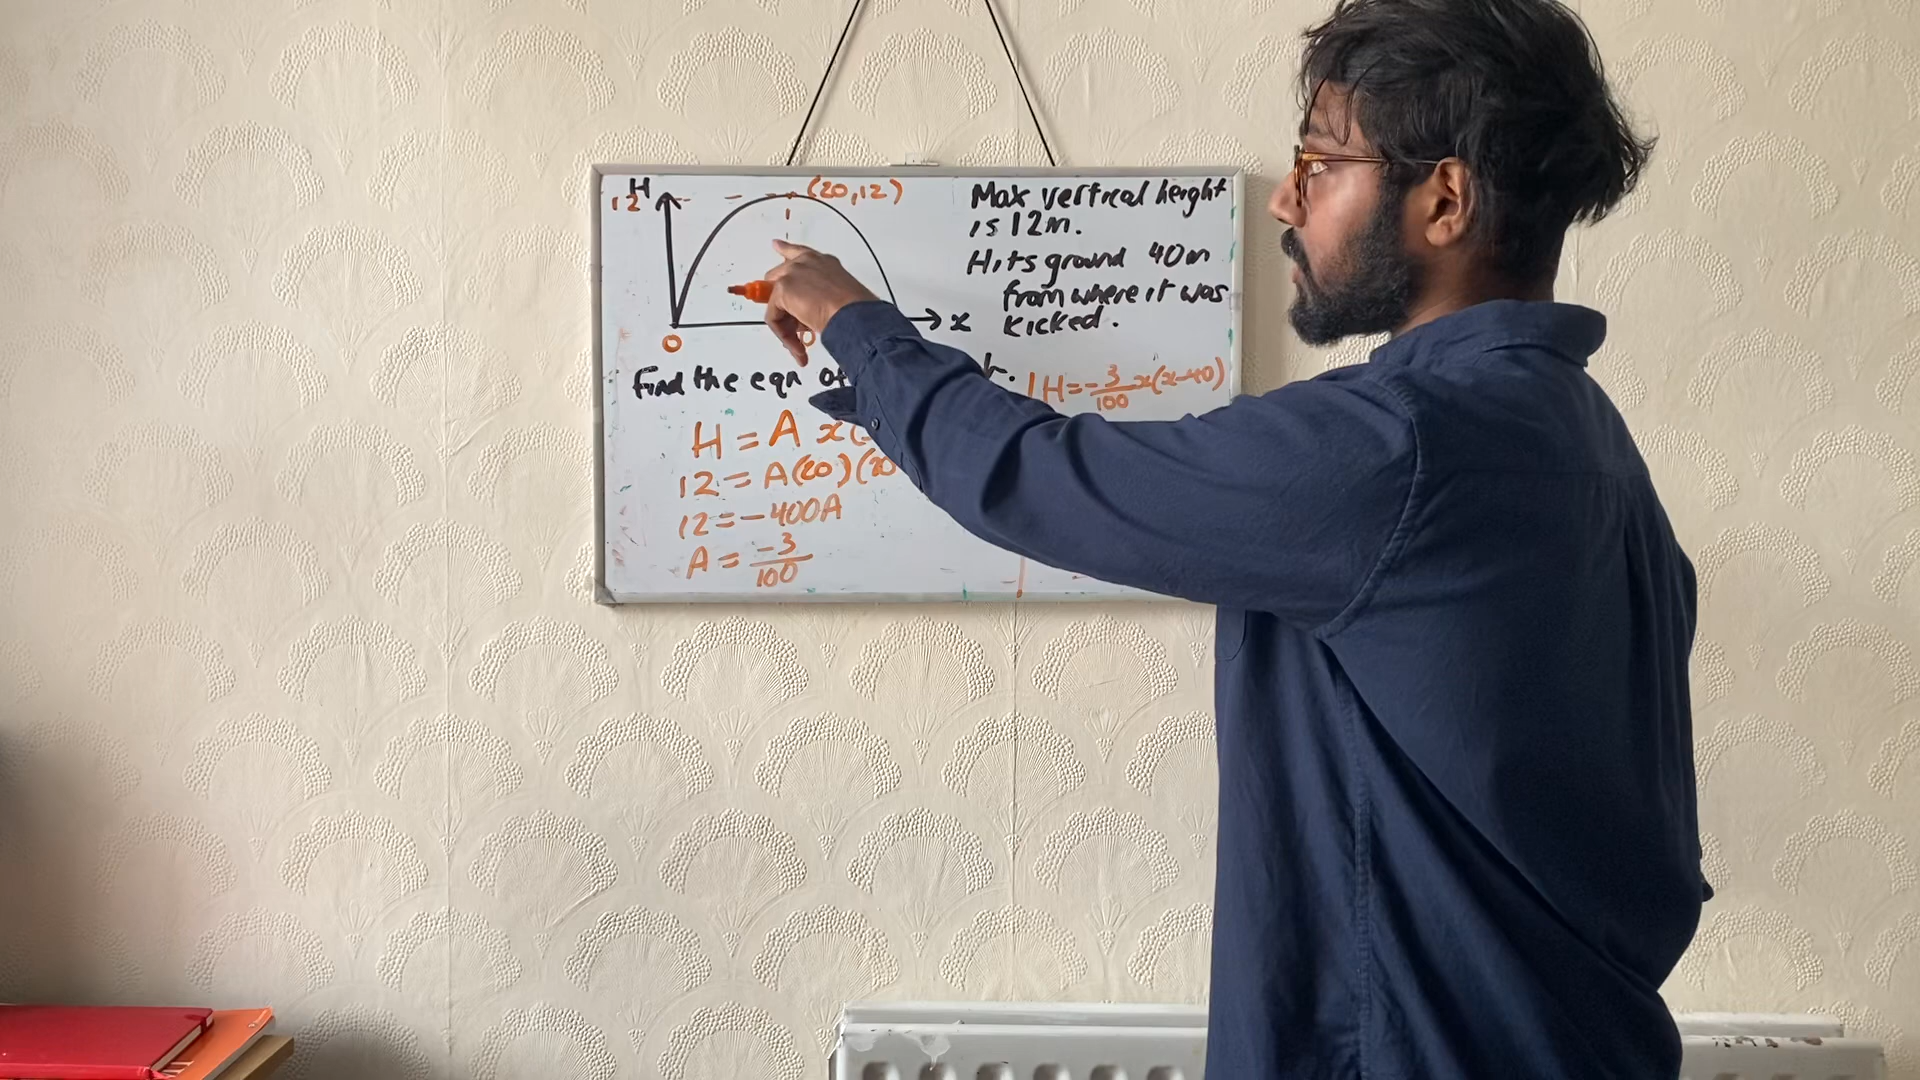 H
12
(20,12)
x
0
Max vertical height
is 12m.
Hits ground 40m
from where it was
kicked.
Find the eqn
H = A x(
12 = A(20)(20
12 = -400A
A = -3/100
H = -3/100 x(x-40)